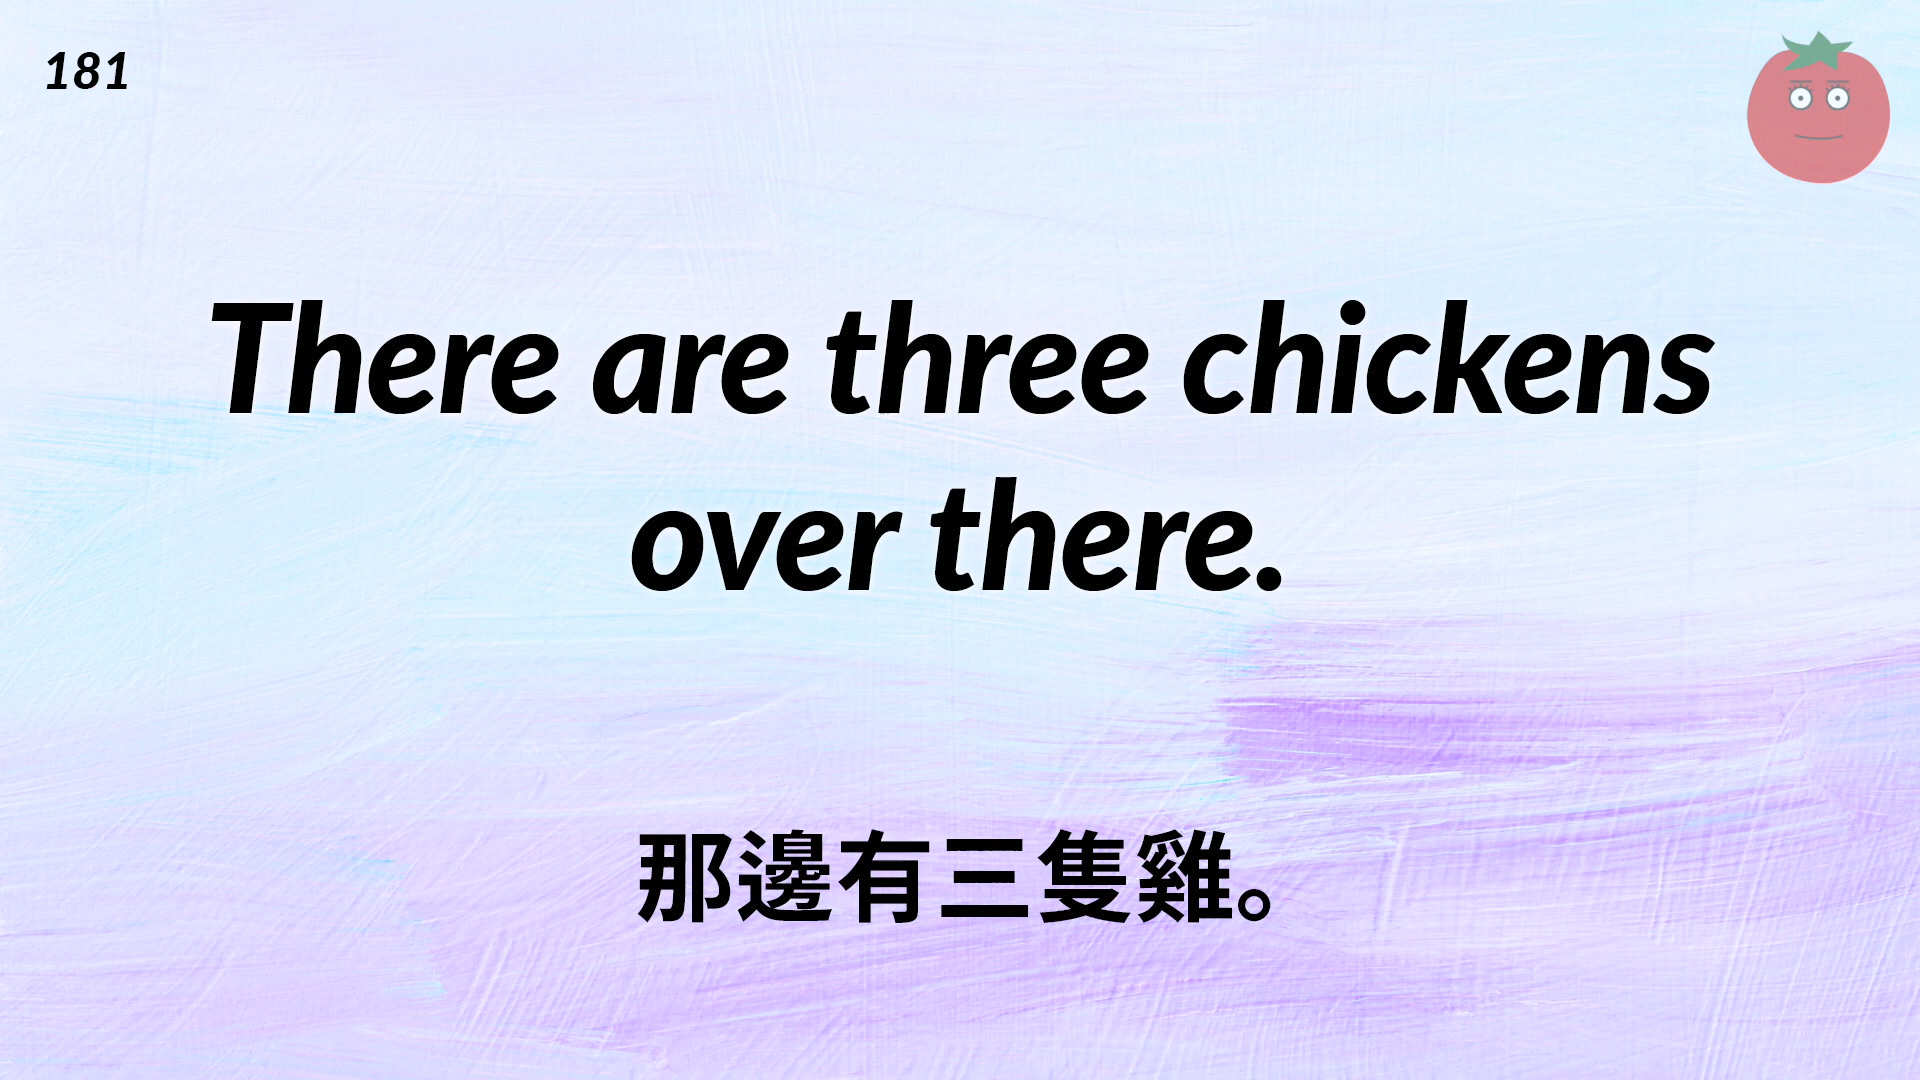 181
There are three chickens
over there.
那邊有三隻雞。